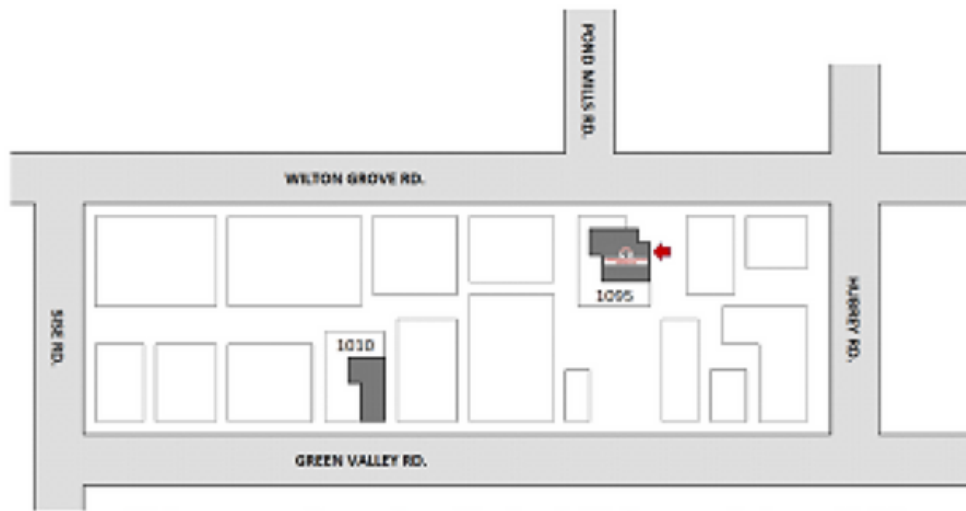 POND MILLS RD.
WILTON GROVE RD.
1095
SISE RD.
HUBREY RD.
1010
GREEN VALLEY RD.